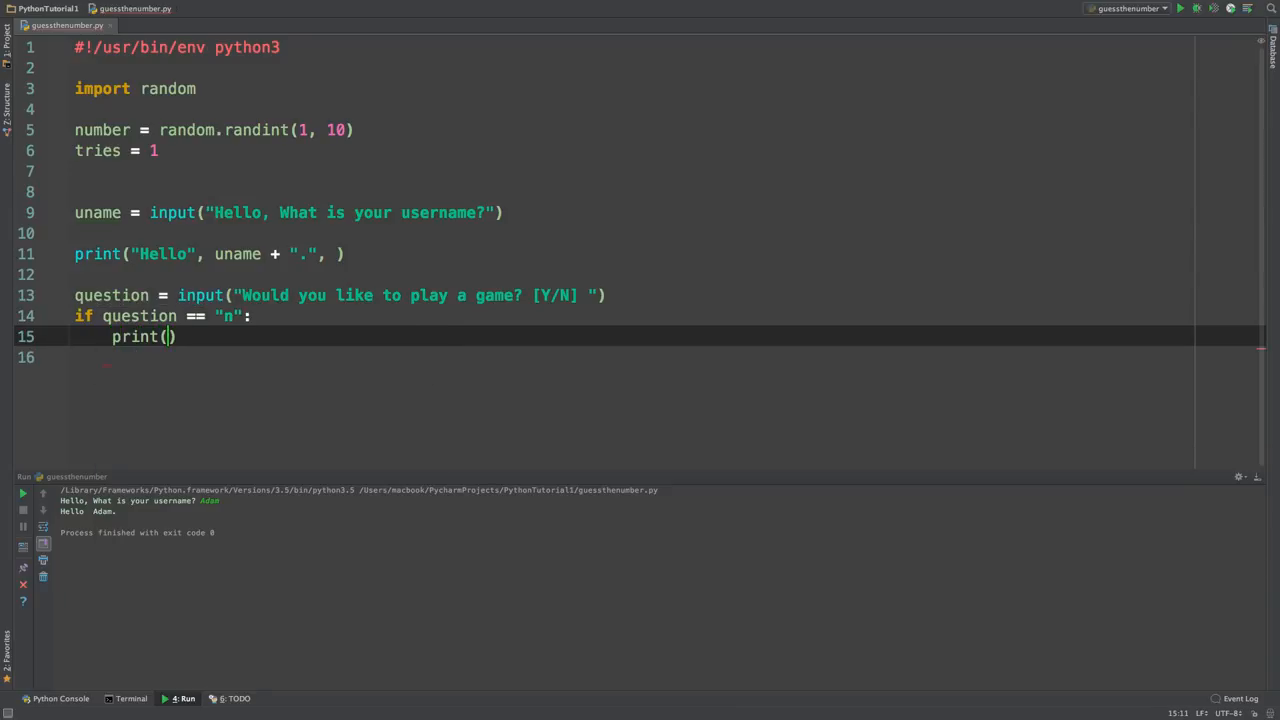 PythonTutorial1 guessthenumber.py guessthenumber
guessthenumber.py
1 #!/usr/bin/env python3
2
3 import random
4
5 number = random.randint(1, 10)
6 tries = 1
7
8
9 uname = input("Hello, What is your username?")
10
11 print("Hello", uname + ".", )
12
13 question = input("Would you like to play a game? [Y/N] ")
14 if question == "n":
15     print()
16
1: Project
Z: Structure
2: Favorites
Database
Run guessthenumber
/Library/Frameworks/Python.framework/Versions/3.5/bin/python3.5 /Users/macbook/PycharmProjects/PythonTutorial1/guessthenumber.py
Hello, What is your username? Adam
Hello  Adam.
Process finished with exit code 0
Python Console Terminal 4: Run 6: TODO Event Log
15:11 LF÷ UTF-8÷